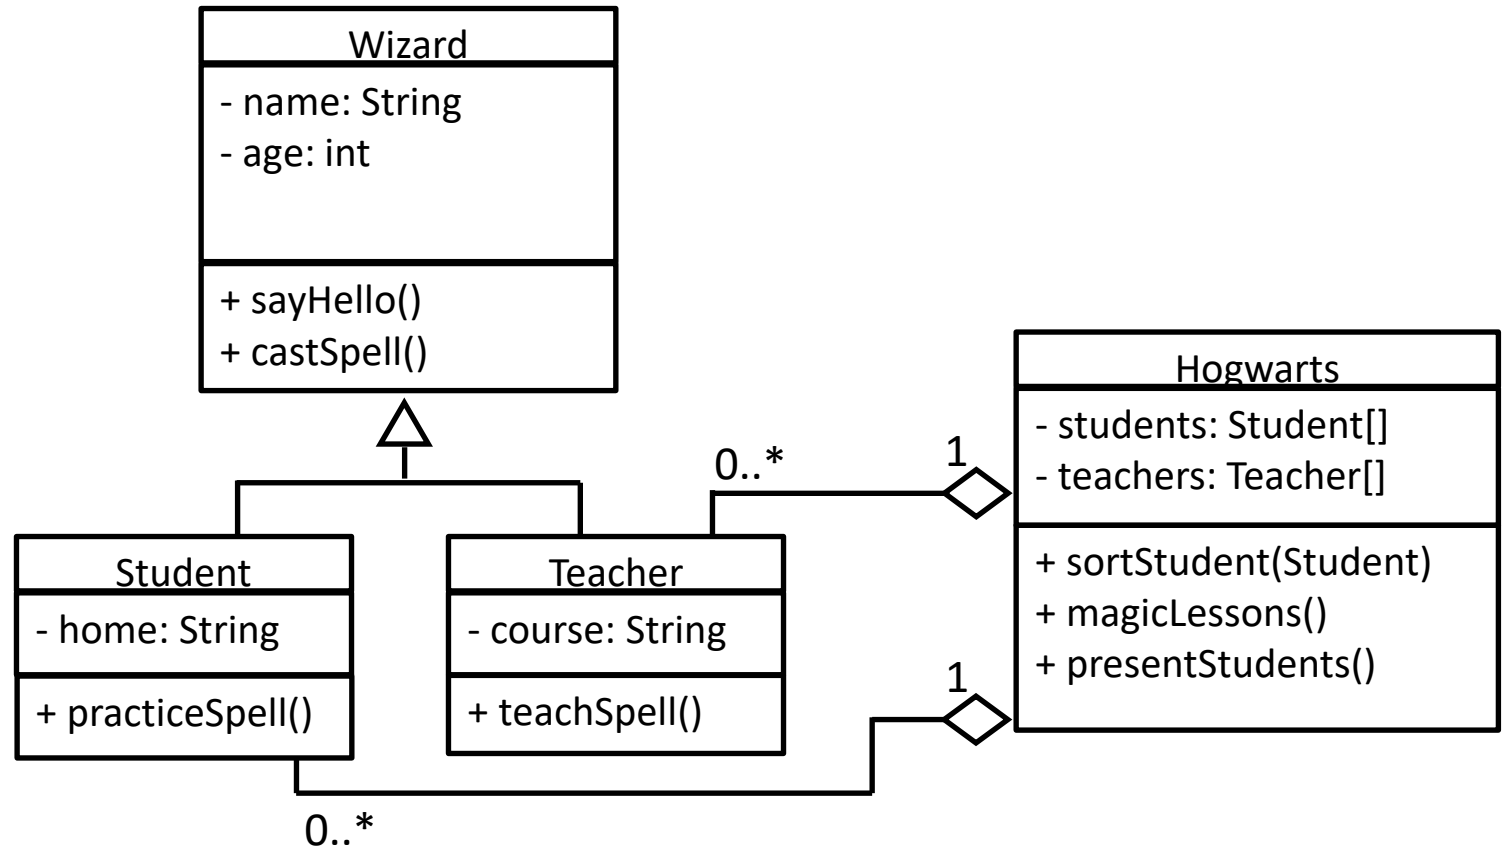 Wizard
- name: String
- age: int
+ sayHello()
+ castSpell()
Hogwarts
- students: Student[]
- teachers: Teacher[]
+ sortStudent(Student)
+ magicLessons()
+ presentStudents()
0..*
1
Student
- home: String
+ practiceSpell()
Teacher
- course: String
+ teachSpell()
1
0..*